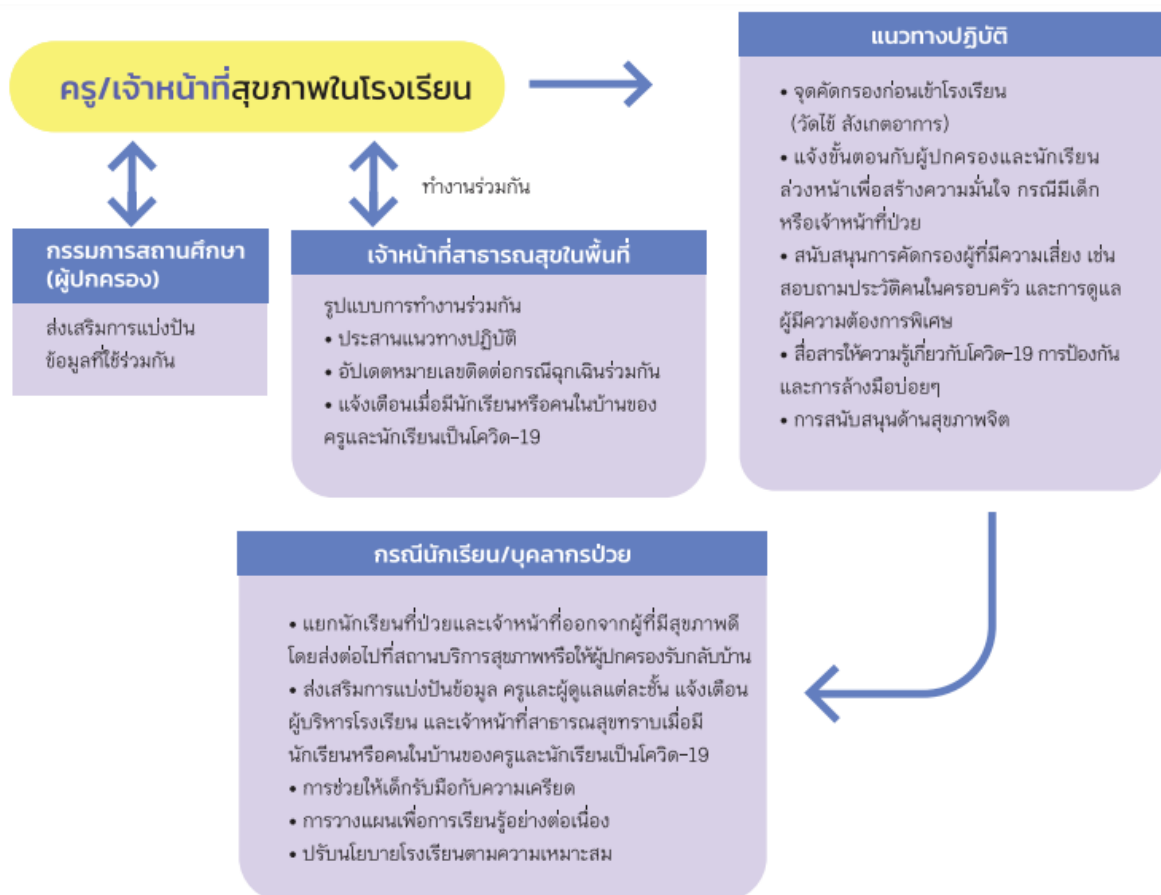 ครู/เจ้าหน้าที่สุขภาพในโรงเรียน
ทำงานร่วมกัน
กรรมการสถานศึกษา
(ผู้ปกครอง)
ส่งเสริมการแบ่งปัน
ข้อมูลที่ใช้ร่วมกัน
เจ้าหน้าที่สาธารณสุขในพื้นที่
รูปแบบการทำงานร่วมกัน
• ประสานแนวทางปฏิบัติ
• อัปเดตหมายเลขติดต่อกรณีฉุกเฉินร่วมกัน
• แจ้งเตือนเมื่อมีนักเรียนหรือคนในบ้านของ
ครูและนักเรียนเป็นโควิด-19
แนวทางปฏิบัติ
• จุดคัดกรองก่อนเข้าโรงเรียน
(วัดไข้ สังเกตอาการ)
• แจ้งขั้นตอนกับผู้ปกครองและนักเรียน
ล่วงหน้าเพื่อสร้างความมั่นใจ กรณีมีเด็ก
หรือเจ้าหน้าที่ป่วย
• สนับสนุนการคัดกรองผู้ที่มีความเสี่ยง เช่น
สอบถามประวัติคนในครอบครัว และการดูแล
ผู้มีความต้องการพิเศษ
• สื่อสารให้ความรู้เกี่ยวกับโควิด-19 การป้องกัน
และการล้างมือบ่อยๆ
• การสนับสนุนด้านสุขภาพจิต
กรณีนักเรียน/บุคลากรป่วย
• แยกนักเรียนที่ป่วยและเจ้าหน้าที่ออกจากผู้ที่มีสุขภาพดี
โดยส่งต่อไปที่สถานบริการสุขภาพหรือให้ผู้ปกครองรับกลับบ้าน
• ส่งเสริมการแบ่งปันข้อมูล ครูและผู้ดูแลแต่ละชั้น แจ้งเตือน
ผู้บริหารโรงเรียน และเจ้าหน้าที่สาธารณสุขทราบเมื่อมี
นักเรียนหรือคนในบ้านของครูและนักเรียนเป็นโควิด-19
• การช่วยให้เด็กรับมือกับความเครียด
• การวางแผนเพื่อการเรียนรู้อย่างต่อเนื่อง
• ปรับนโยบายโรงเรียนตามความเหมาะสม